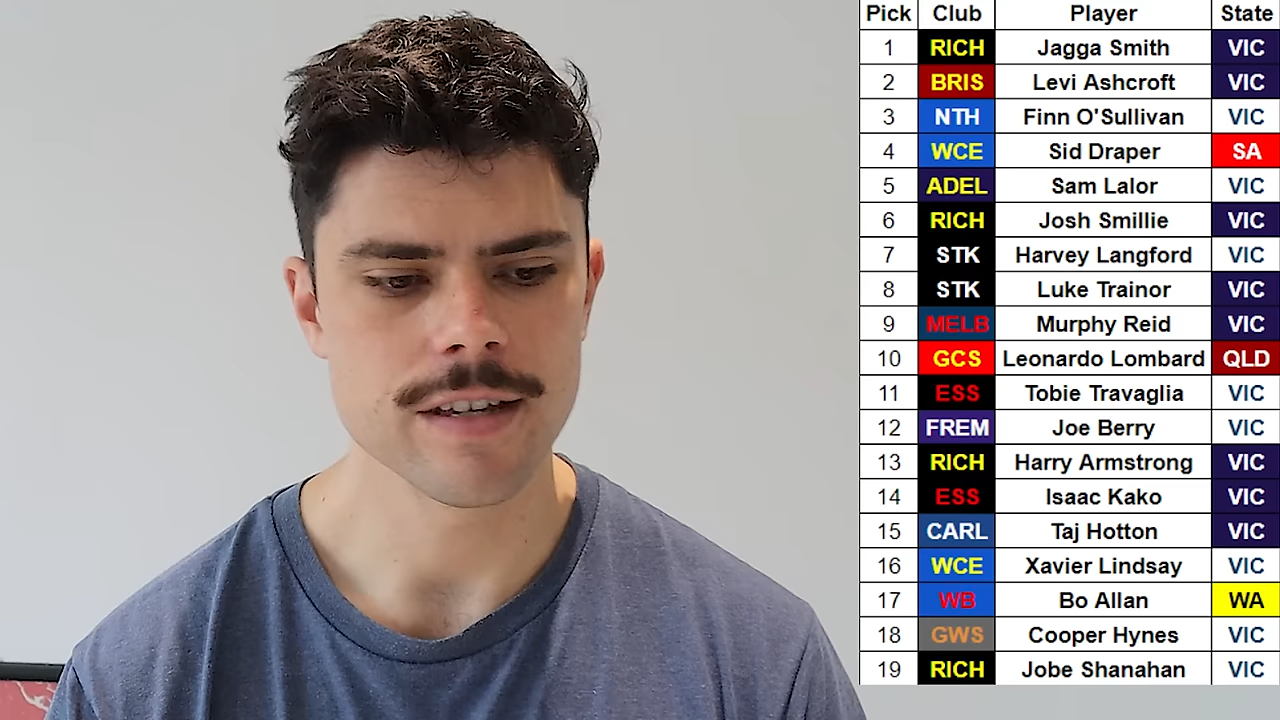 Pick Club Player State
1 RICH Jagga Smith VIC
2 BRIS Levi Ashcroft VIC
3 NTH Finn O'Sullivan VIC
4 WCE Sid Draper SA
5 ADEL Sam Lalor VIC
6 RICH Josh Smillie VIC
7 STK Harvey Langford VIC
8 STK Luke Trainor VIC
9 MELB Murphy Reid VIC
10 GCS Leonardo Lombard QLD
11 ESS Tobie Travaglia VIC
12 FREM Joe Berry VIC
13 RICH Harry Armstrong VIC
14 ESS Isaac Kako VIC
15 CARL Taj Hotton VIC
16 WCE Xavier Lindsay VIC
17 WB Bo Allan WA
18 GWS Cooper Hynes VIC
19 RICH Jobe Shanahan VIC